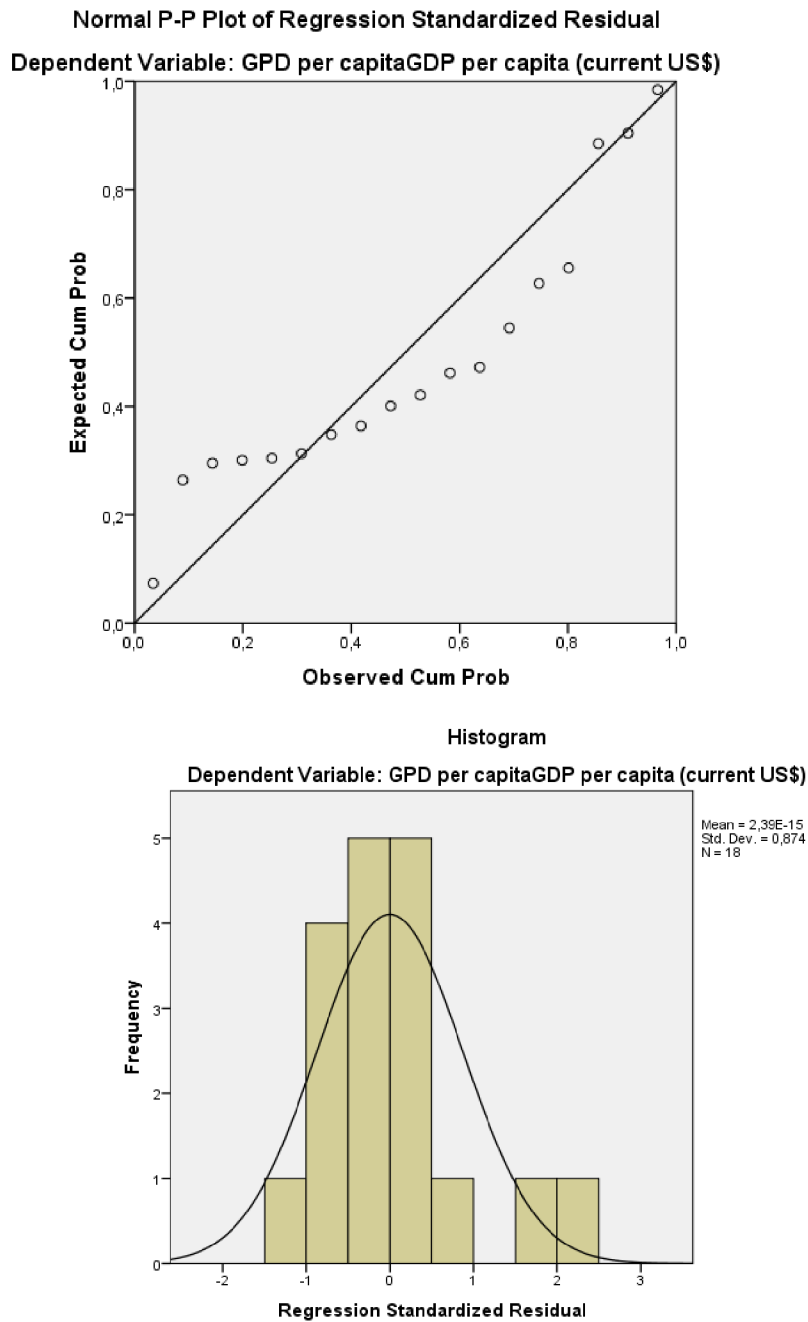 Normal P-P Plot of Regression Standardized Residual
Dependent Variable: GPD per capitaGDP per capita (current US$)
1,0
0,8
0,6
0,4
0,2
0,0
Expected Cum Prob
0,0 0,2 0,4 0,6 0,8 1,0
Observed Cum Prob
Histogram
Dependent Variable: GPD per capitaGDP per capita (current US$)
Mean = 2,39E-15
Std. Dev. = 0,874
N = 18
5
4
3
2
1
0
Frequency
-2 -1 0 1 2 3
Regression Standardized Residual